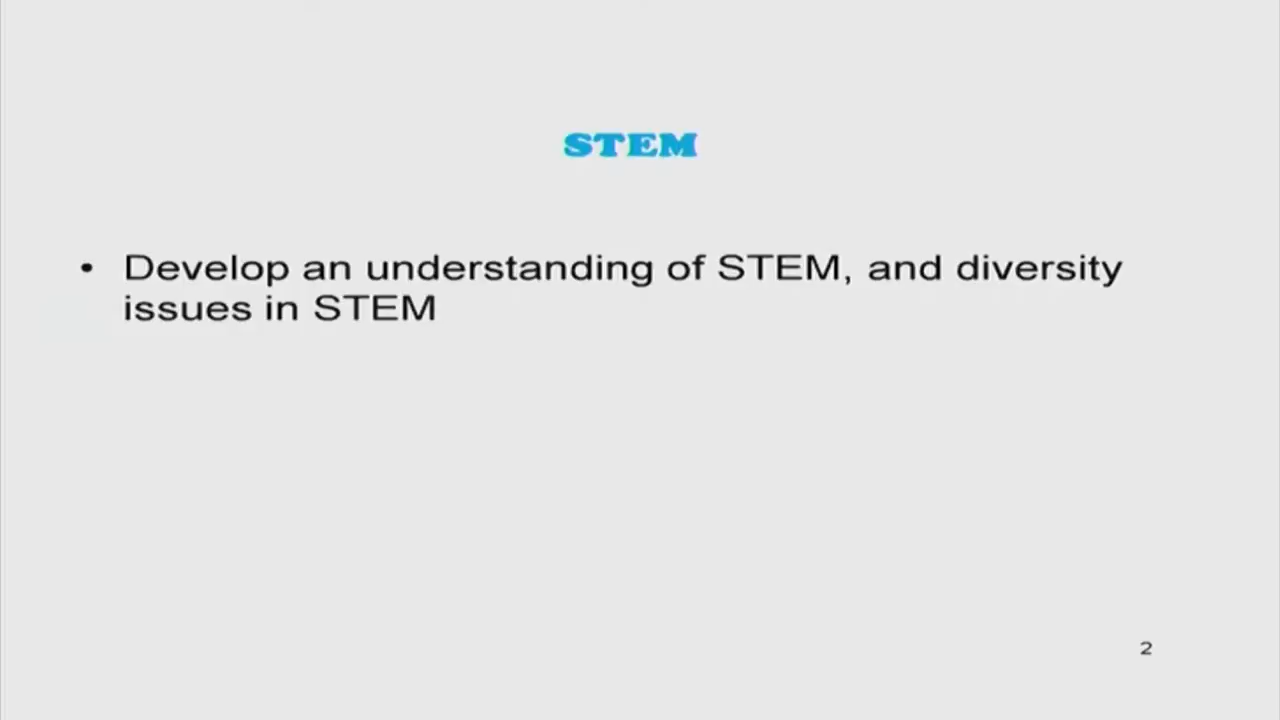 STEM
• Develop an understanding of STEM, and diversity
issues in STEM
2